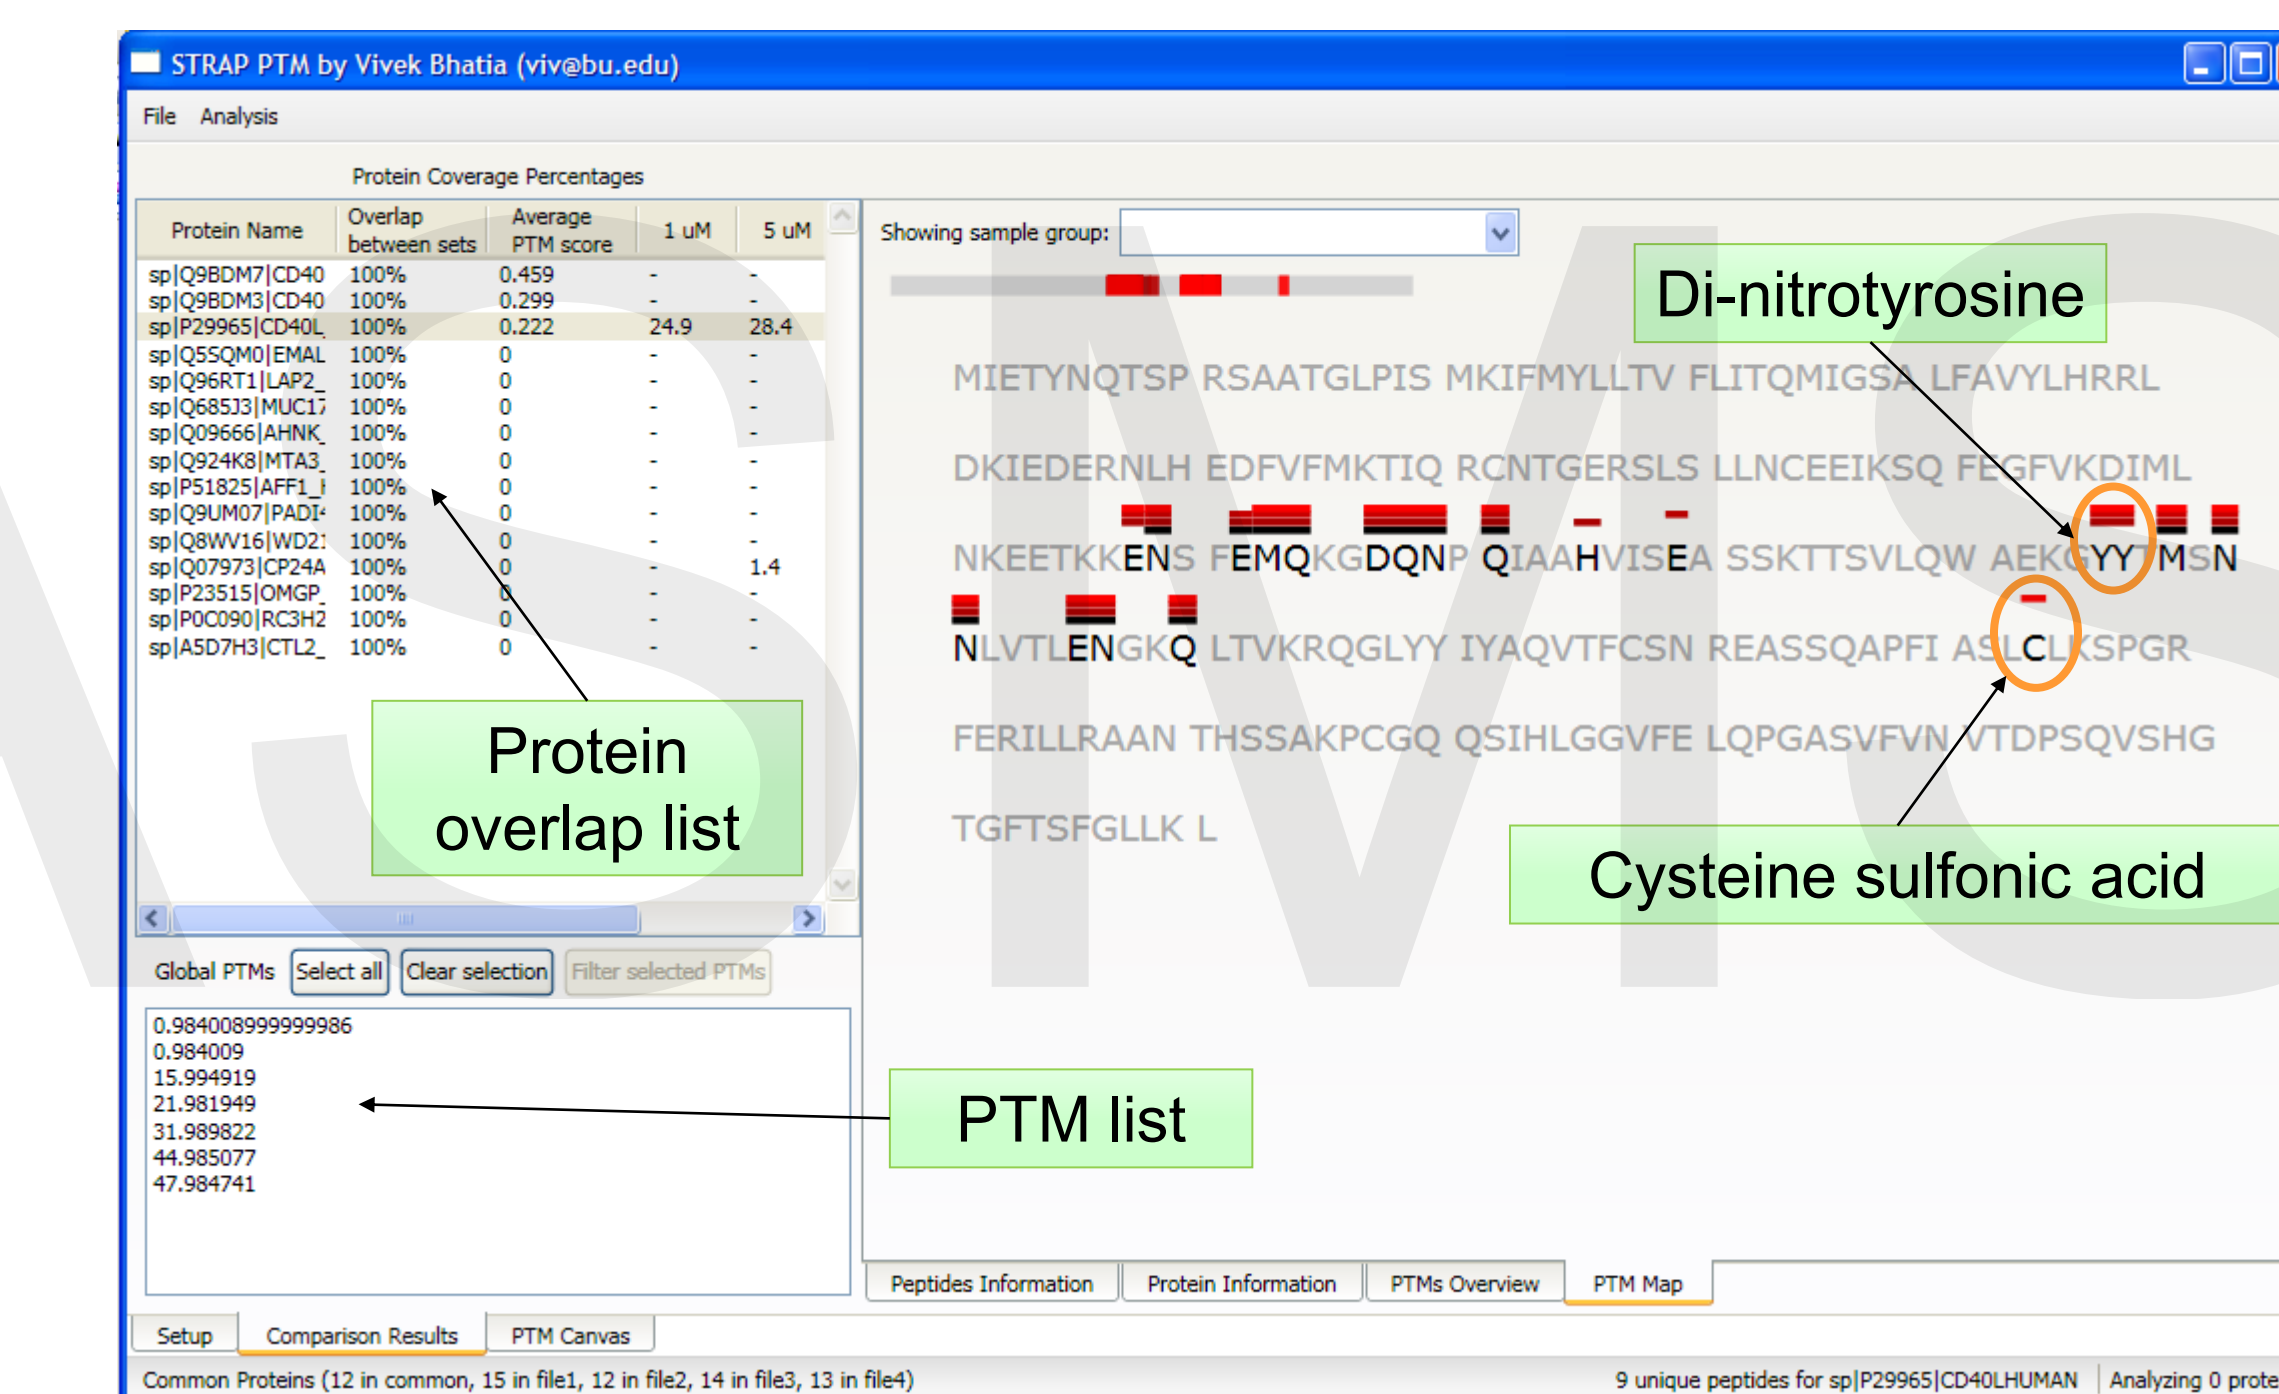 STRAP PTM by Vivek Bhatia (viv@bu.edu)
File Analysis
Protein Coverage Percentages
Protein Name Overlap between sets Average PTM score 1 uM 5 uM
sp|Q9BDM7|CD40 100% 0.459 - -
sp|Q9BDM3|CD40 100% 0.299 - -
sp|P29965|CD40L_ 100% 0.222 24.9 28.4
sp|Q5SQM0|EMAL 100% 0 - -
sp|Q96RT1|LAP2_ 100% 0 - -
sp|Q685J3|MUC17 100% 0 - -
sp|Q09666|AHNK_ 100% 0 - -
sp|Q924K8|MTA3_ 100% 0 - -
sp|P51825|AFF1_ 100% 0 - -
sp|Q9UM07|PADI4 100% 0 - -
sp|Q8WV16|WD21 100% 0 - -
sp|Q07973|CP24A 100% 0 - 1.4
sp|P23515|OMGP_ 100% 0 - -
sp|P0C090|RC3H2 100% 0 - -
sp|A5D7H3|CTL2_ 100% 0 - -
Protein
overlap list
Global PTMs Select all Clear selection Filter selected PTMs
0.984008999999986
0.984009
15.994919
21.981949
31.989822
44.985077
47.984741
PTM list
Showing sample group:
Di-nitrotyrosine
MIETYNQTSP RSAATGLPIS MKIFMYLLTV FLITQMIGSA LFAVYLHRRL
DKIEDERNLH EDFVFMKTIQ RCNTGERSLS LLNCEEIKSQ FEGFVKDIML
NKEETKKENS FEMQKGDQNP QIAAHVISEA SSKTTSVLQW AEKGYYTMSN
NLVTLENGKQ LTVKRQGLYY IYAQVTFCSN REASSQAPFI ASLCLKSPGR
FERILLRAAN THSSAKPCGQ QSIHLGGVFE LQPGASVFVN VTDPSQVSHG
TGFTSFGLLK L
Cysteine sulfonic acid
Peptides Information Protein Information PTMs Overview PTM Map
Setup Comparison Results PTM Canvas
Common Proteins (12 in common, 15 in file1, 12 in file2, 14 in file3, 13 in file4) 9 unique peptides for sp|P29965|CD40LHUMAN Analyzing 0 prote
ASMS